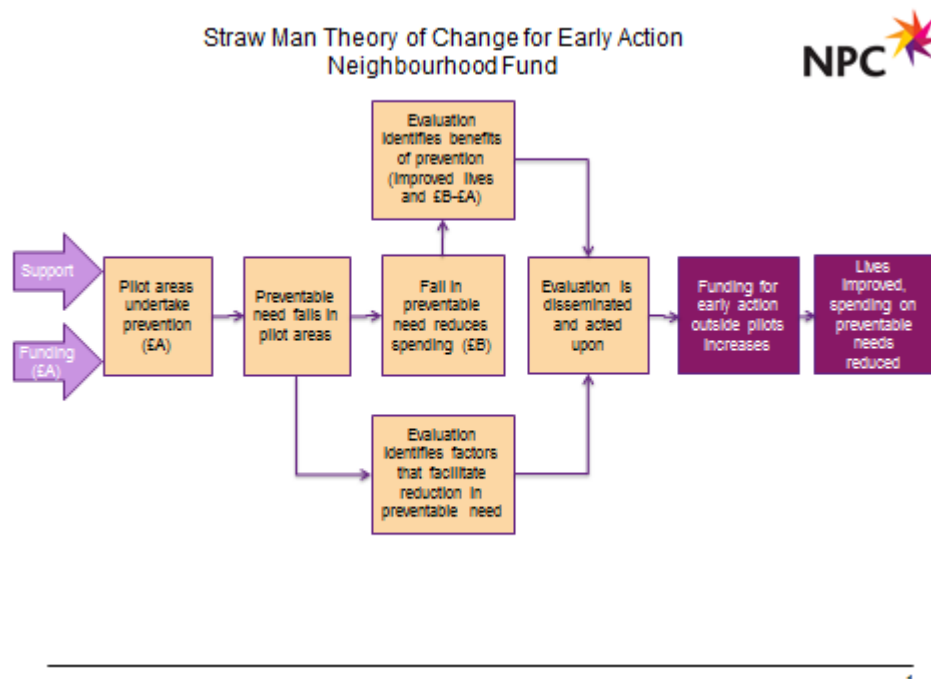 Straw Man Theory of Change for Early Action
Neighbourhood Fund
NPC
Evaluation
identifies benefits
of prevention
(improved lives
and £B-£A)
Support
Funding
(£A)
Pilot areas
undertake
prevention
(£A)
Preventable
need falls in
pilot areas
Fall in
preventable
need reduces
spending (£B)
Evaluation is
disseminated
and acted
upon
Funding for
early action
outside pilots
increases
Lives
improved,
spending on
preventable
needs
reduced
Evaluation
identifies factors
that facilitate
reduction in
preventable need